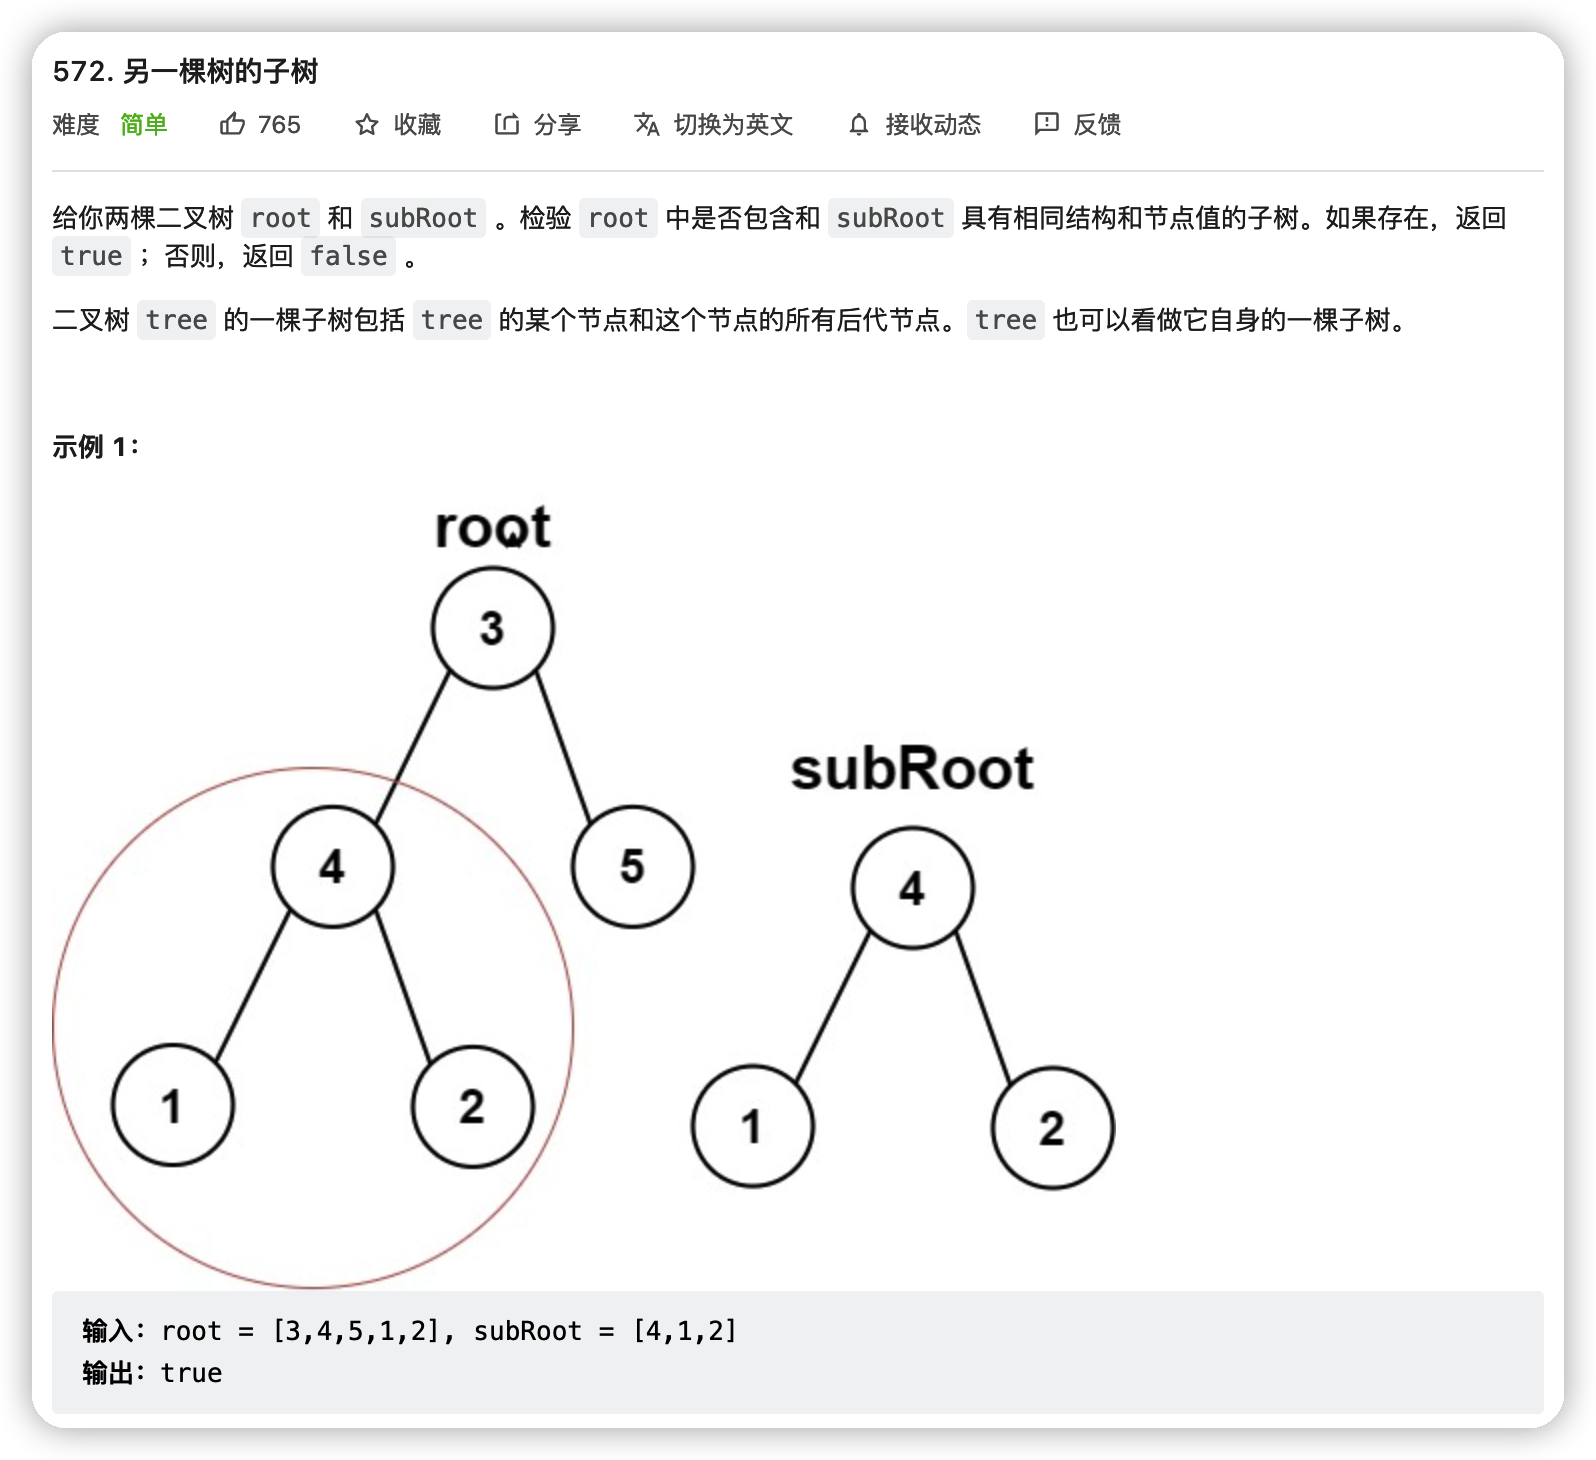 572. 另一棵树的子树
难度 简单 765 收藏 分享 切换为英文 接收动态 反馈
给你两棵二叉树 root 和 subRoot 。检验 root 中是否包含和 subRoot 具有相同结构和节点值的子树。如果存在，返回
true ；否则，返回 false 。
二叉树 tree 的一棵子树包括 tree 的某个节点和这个节点的所有后代节点。tree 也可以看做它自身的一棵子树。
示例 1：
root
3
subRoot
4 5
4
1 2
1 2
输入：root = [3,4,5,1,2], subRoot = [4,1,2]
输出：true